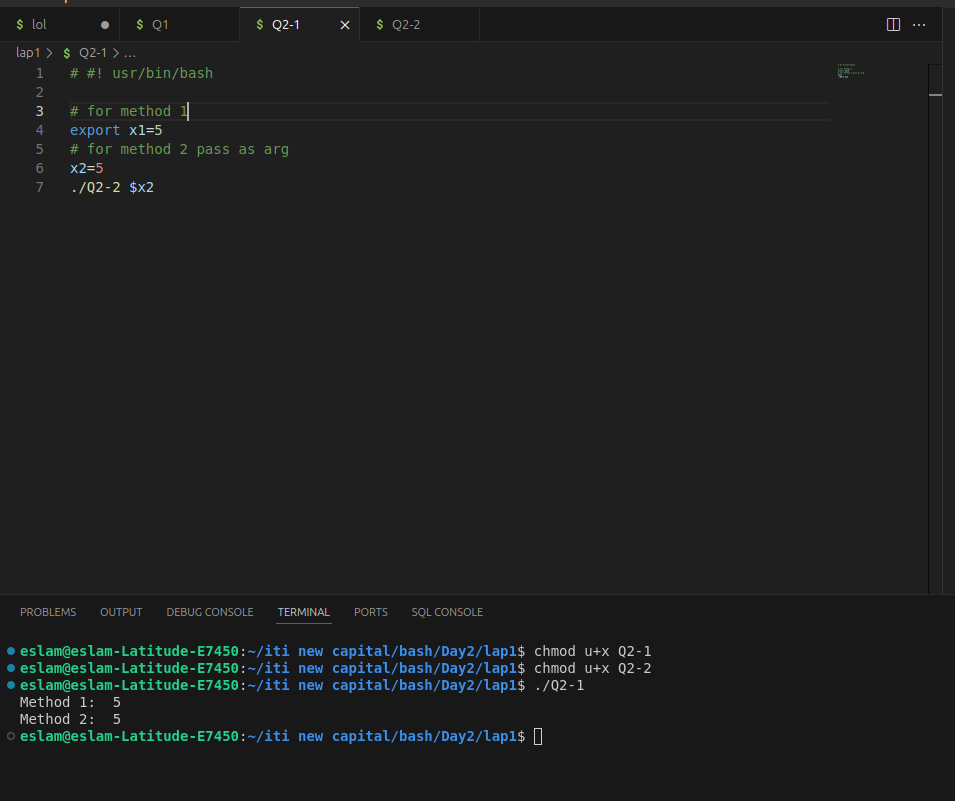 $ lol ● $ Q1 $ Q2-1 × $ Q2-2 ...
lap1 > $ Q2-1 > ...
1 # #! usr/bin/bash
2
3 # for method 1
4 export x1=5
5 # for method 2 pass as arg
6 x2=5
7 ./Q2-2 $x2
PROBLEMS OUTPUT DEBUG CONSOLE TERMINAL PORTS SQL CONSOLE
eslam@eslam-Latitude-E7450:~/iti new capital/bash/Day2/lap1$ chmod u+x Q2-1
eslam@eslam-Latitude-E7450:~/iti new capital/bash/Day2/lap1$ chmod u+x Q2-2
eslam@eslam-Latitude-E7450:~/iti new capital/bash/Day2/lap1$ ./Q2-1
Method 1:  5
Method 2:  5
eslam@eslam-Latitude-E7450:~/iti new capital/bash/Day2/lap1$